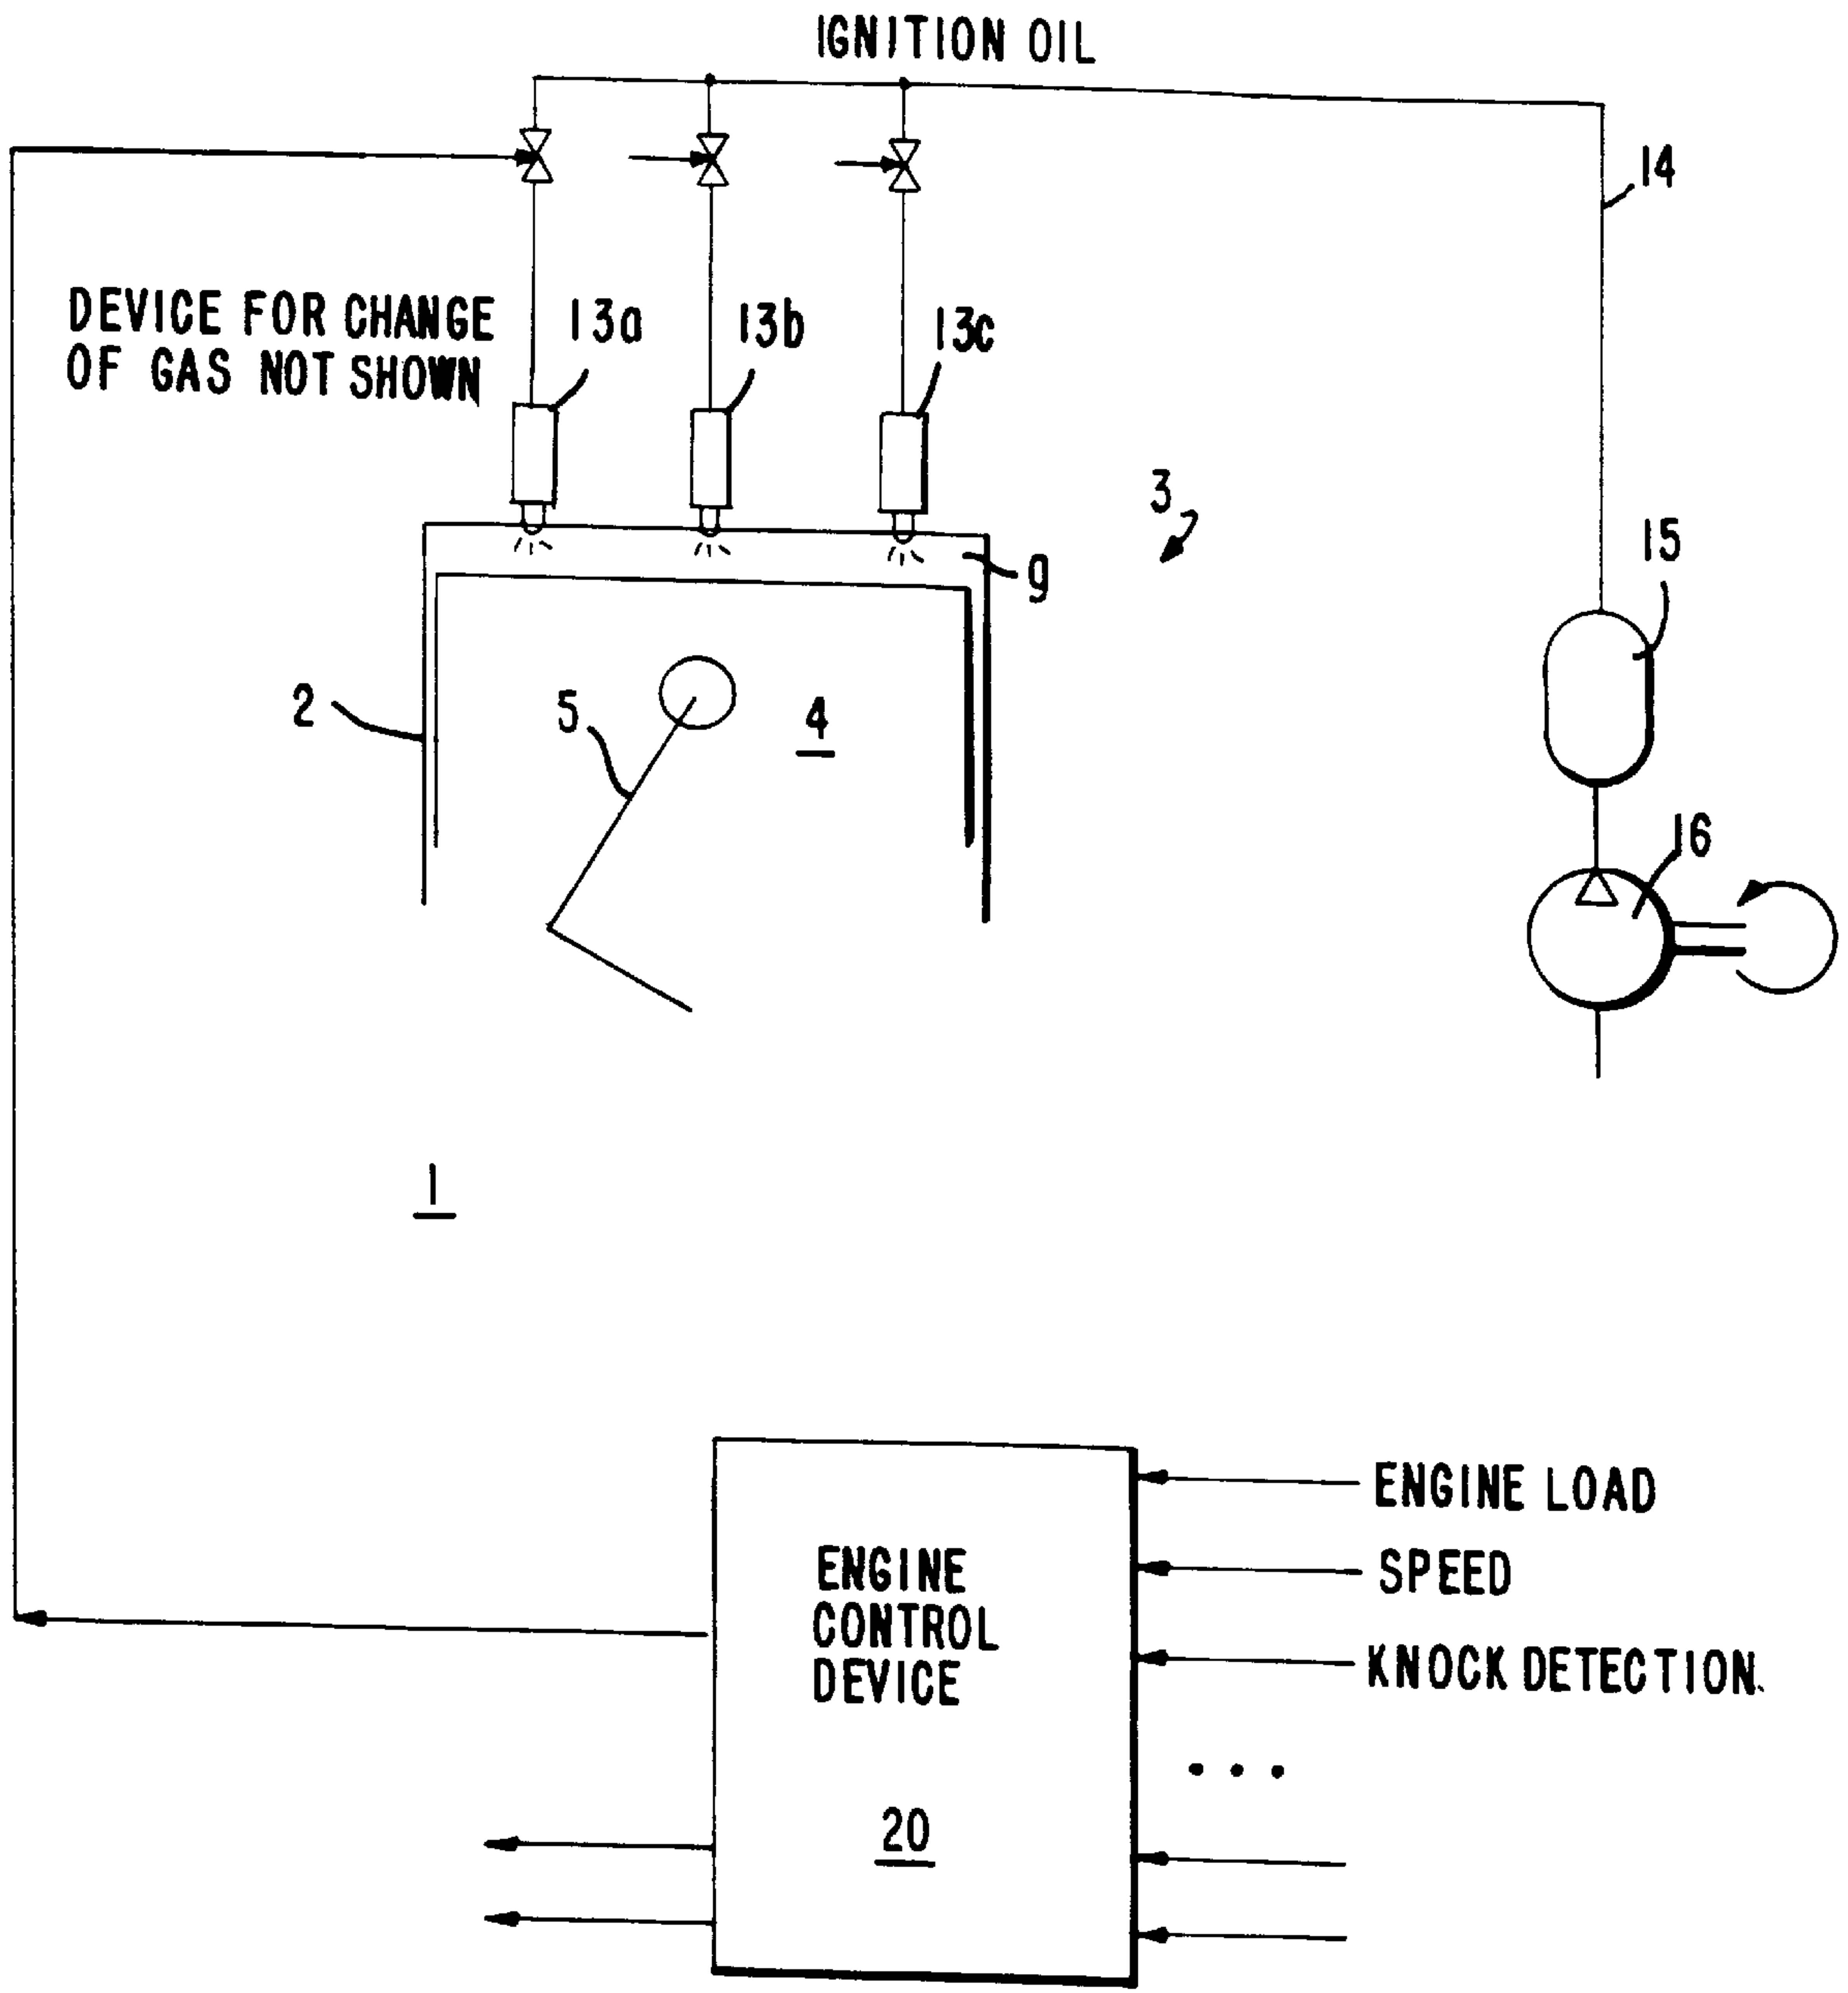 IGNITION OIL
14
DEVICE FOR CHANGE
OF GAS NOT SHOWN
13a
13b
13c
3
15
9
2
5
4
16
1
ENGINE LOAD
SPEED
KNOCK DETECTION
ENGINE
CONTROL
DEVICE
...
20